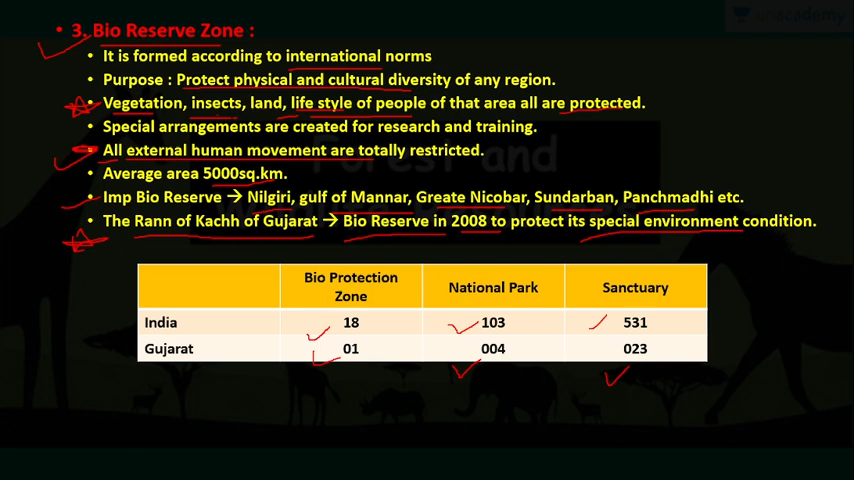 • 3. Bio Reserve Zone :
• It is formed according to international norms
• Purpose : Protect physical and cultural diversity of any region.
• Vegetation, insects, land, life style of people of that area all are protected.
• Special arrangements are created for research and training.
• All external human movement are totally restricted.
• Average area 5000sq.km.
• Imp Bio Reserve → Nilgiri, gulf of Mannar, Greate Nicobar, Sundarban, Panchmadhi etc.
• The Rann of Kachh of Gujarat → Bio Reserve in 2008 to protect its special environment condition.
Bio Protection Zone National Park Sanctuary
India 18 103 531
Gujarat 01 004 023
Forest and